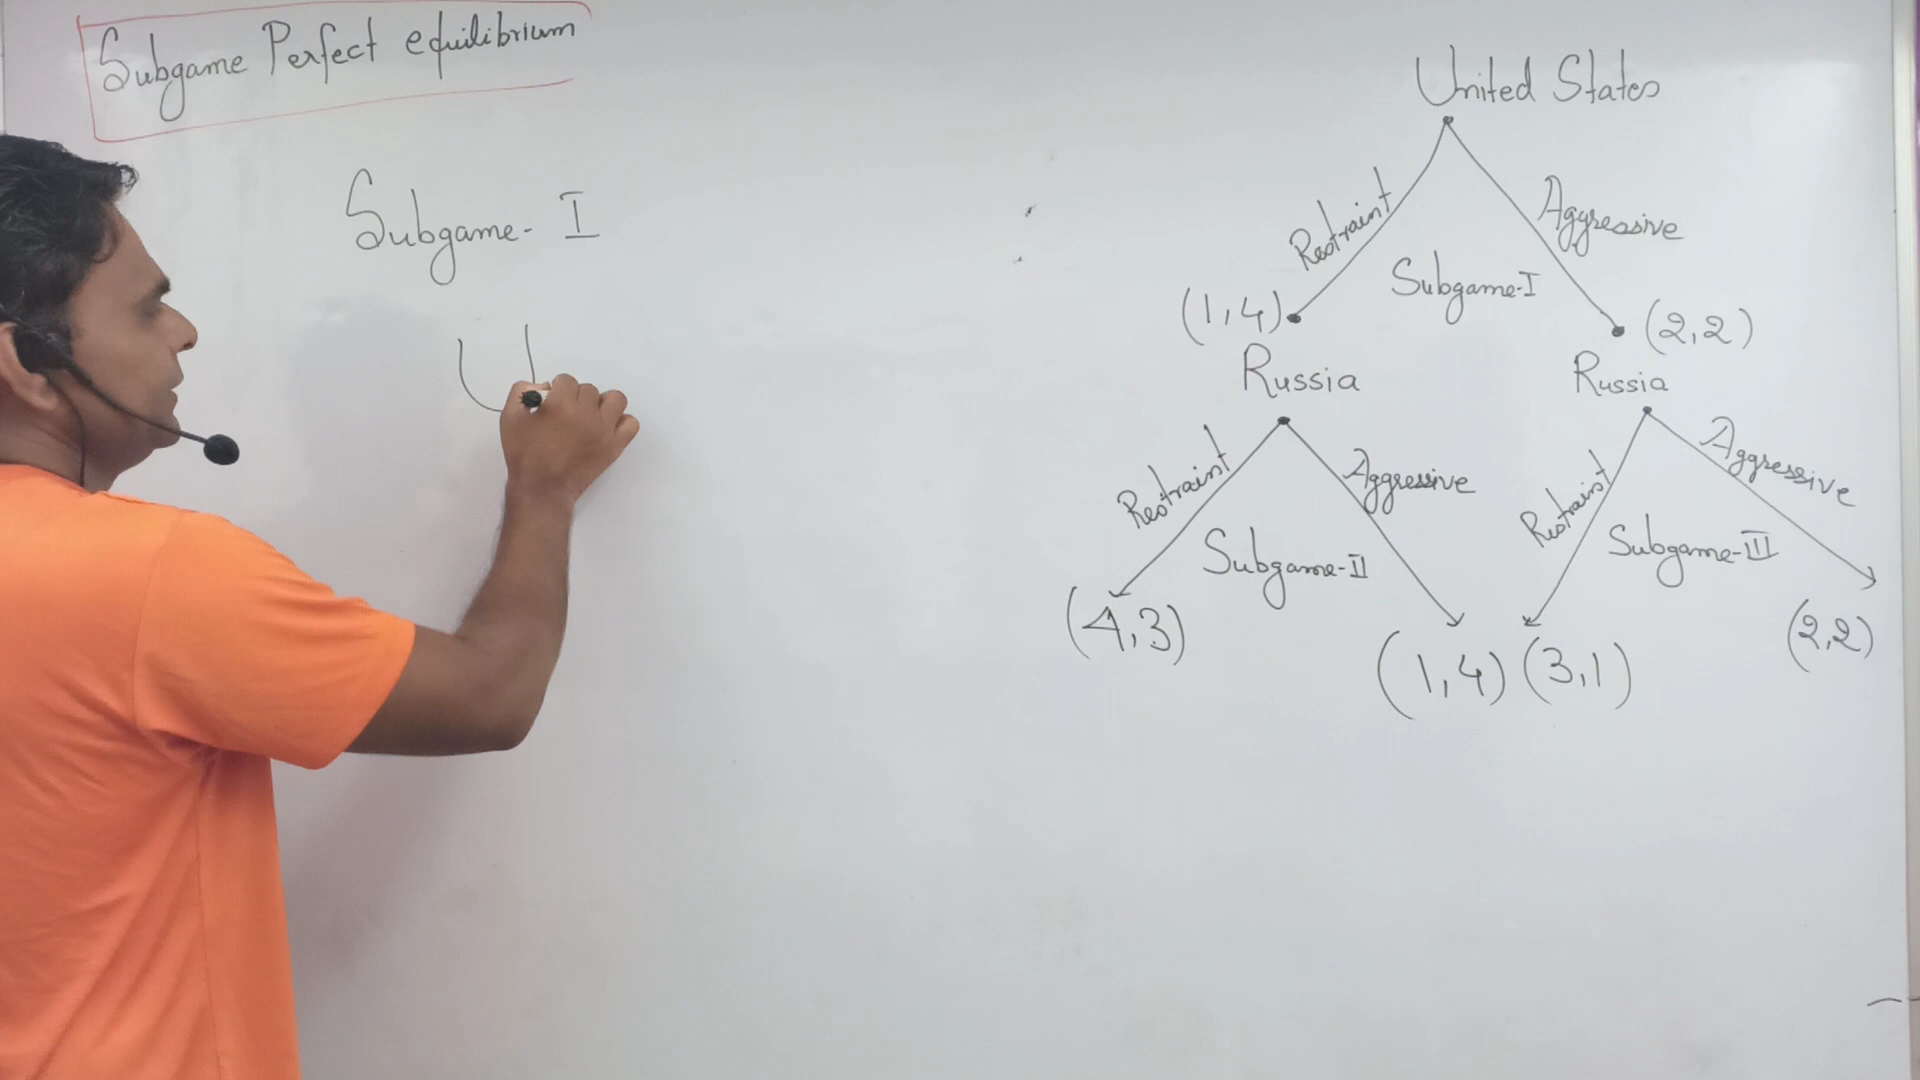 Subgame Perfect equilibrium
Subgame-I
U
United States
Restraint
Aggressive
Subgame-I
(1,4)
(2,2)
Russia
Russia
Restraint
Aggressive
Restraint
Aggressive
Subgame-II
Subgame-III
(4,3)
(1,4)
(3,1)
(2,2)